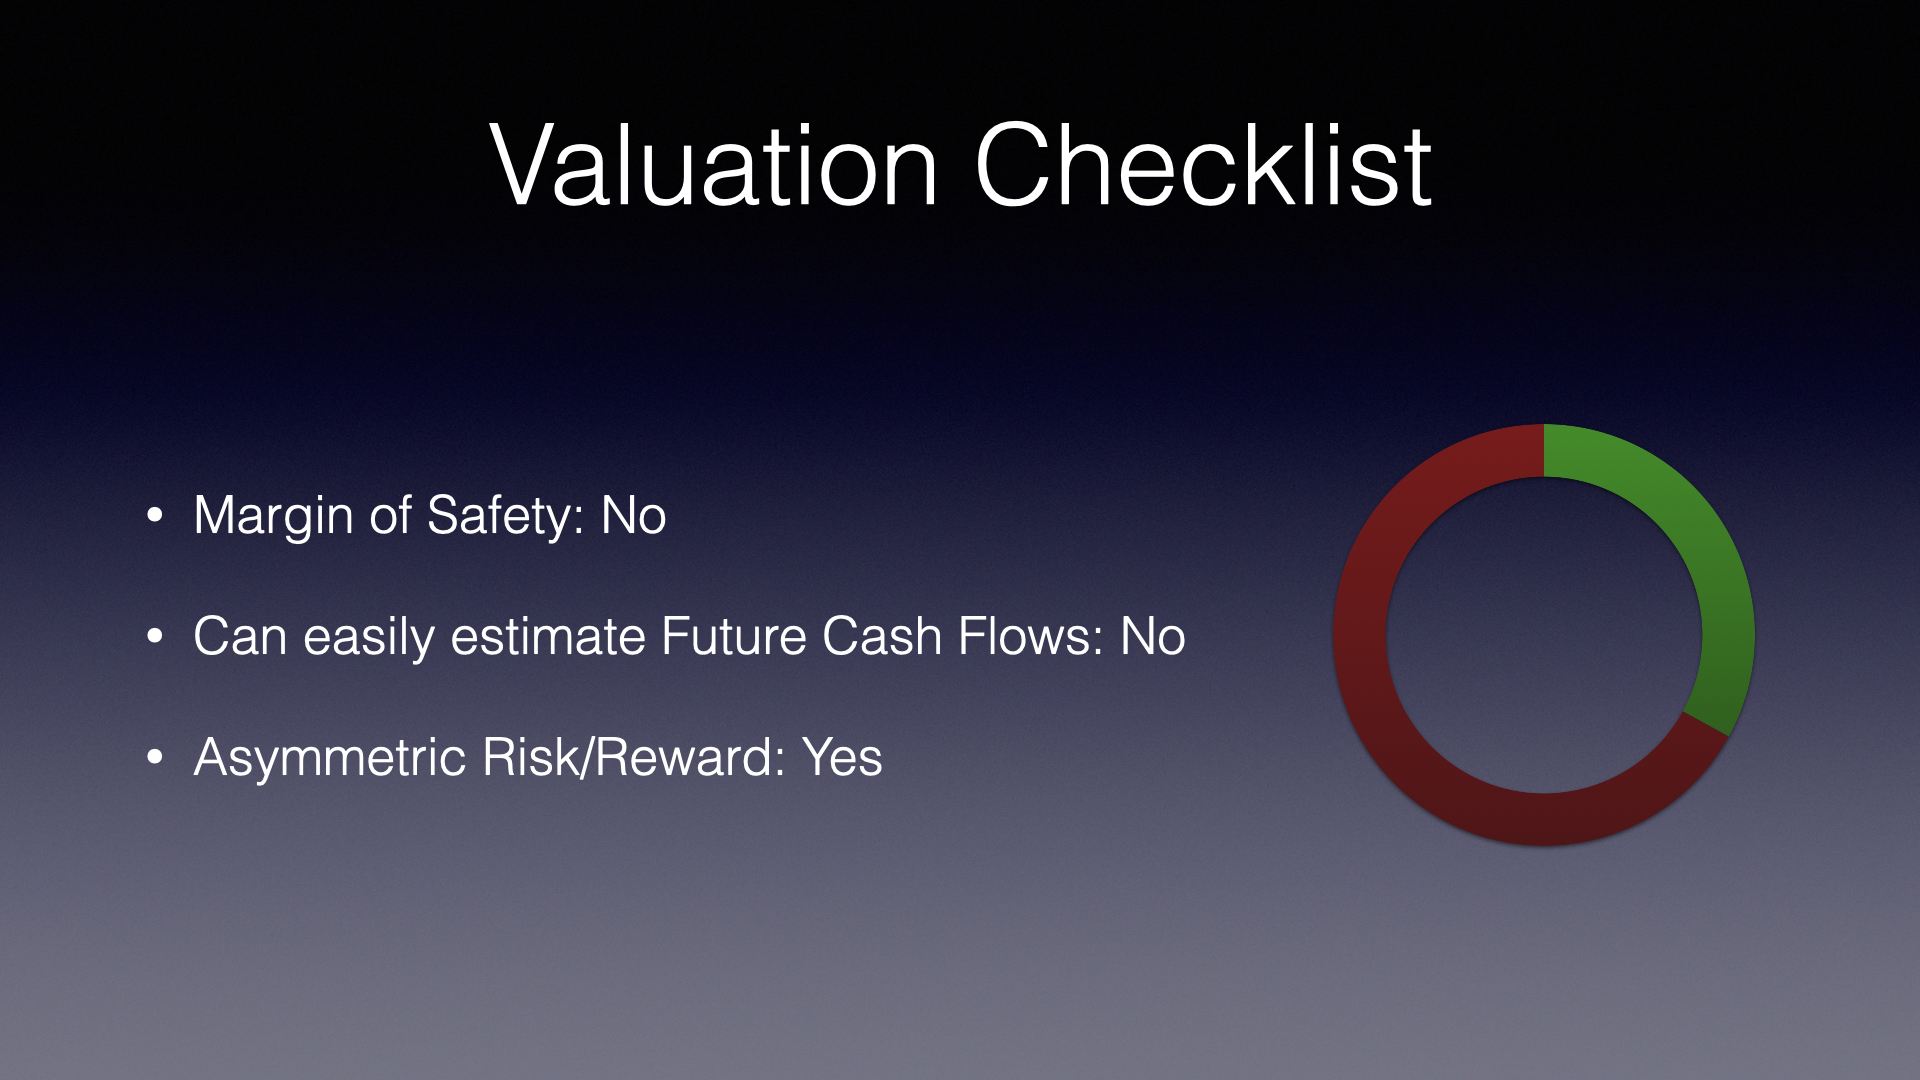 Valuation Checklist
• Margin of Safety: No
• Can easily estimate Future Cash Flows: No
• Asymmetric Risk/Reward: Yes